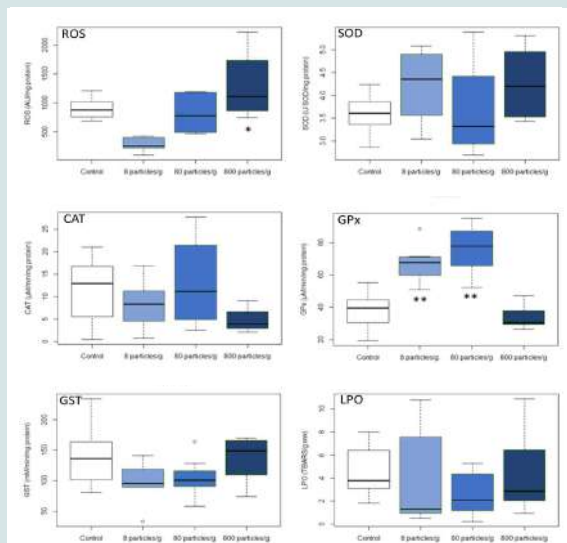 ROS
ROS (AU/mg protein)
500
1000
1500
2000
Control
8 particles/g
80 particles/g
800 particles/g
*
SOD
SOD (U SOD/mg protein)
3.0
3.5
4.0
4.5
5.0
Control
8 particles/g
80 particles/g
800 particles/g
CAT
CAT (µM/min/mg protein)
0
5
10
15
20
25
Control
8 particles/g
80 particles/g
800 particles/g
GPx
GPx (µM/min/mg protein)
20
40
60
80
Control
8 particles/g
80 particles/g
800 particles/g
**
**
GST
GST (mM/min/mg protein)
50
100
150
200
Control
8 particles/g
80 particles/g
800 particles/g
LPO
0
2
4
6
8
10
Control
8 particles/g
80 particles/g
800 particles/g